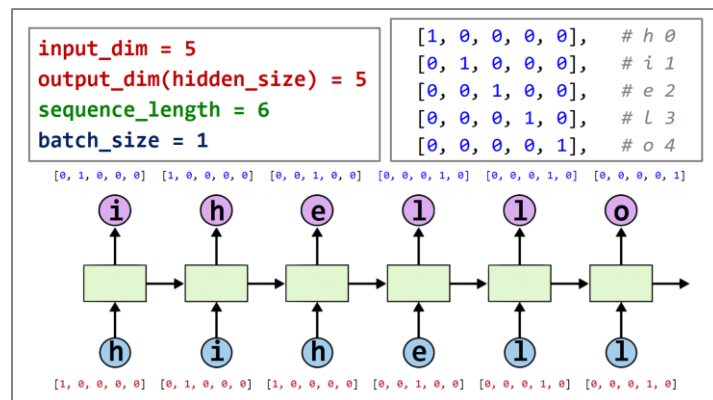 input_dim = 5
output_dim(hidden_size) = 5
sequence_length = 6
batch_size = 1
[1, 0, 0, 0, 0], # h 0
[0, 1, 0, 0, 0], # i 1
[0, 0, 1, 0, 0], # e 2
[0, 0, 0, 1, 0], # l 3
[0, 0, 0, 0, 1], # o 4
[0, 1, 0, 0, 0] [1, 0, 0, 0, 0] [0, 0, 1, 0, 0] [0, 0, 0, 1, 0] [0, 0, 0, 1, 0] [0, 0, 0, 0, 1]
i h e l l o
h i h e l l
[1, 0, 0, 0, 0] [0, 1, 0, 0, 0] [1, 0, 0, 0, 0] [0, 0, 1, 0, 0] [0, 0, 0, 1, 0] [0, 0, 0, 1, 0]